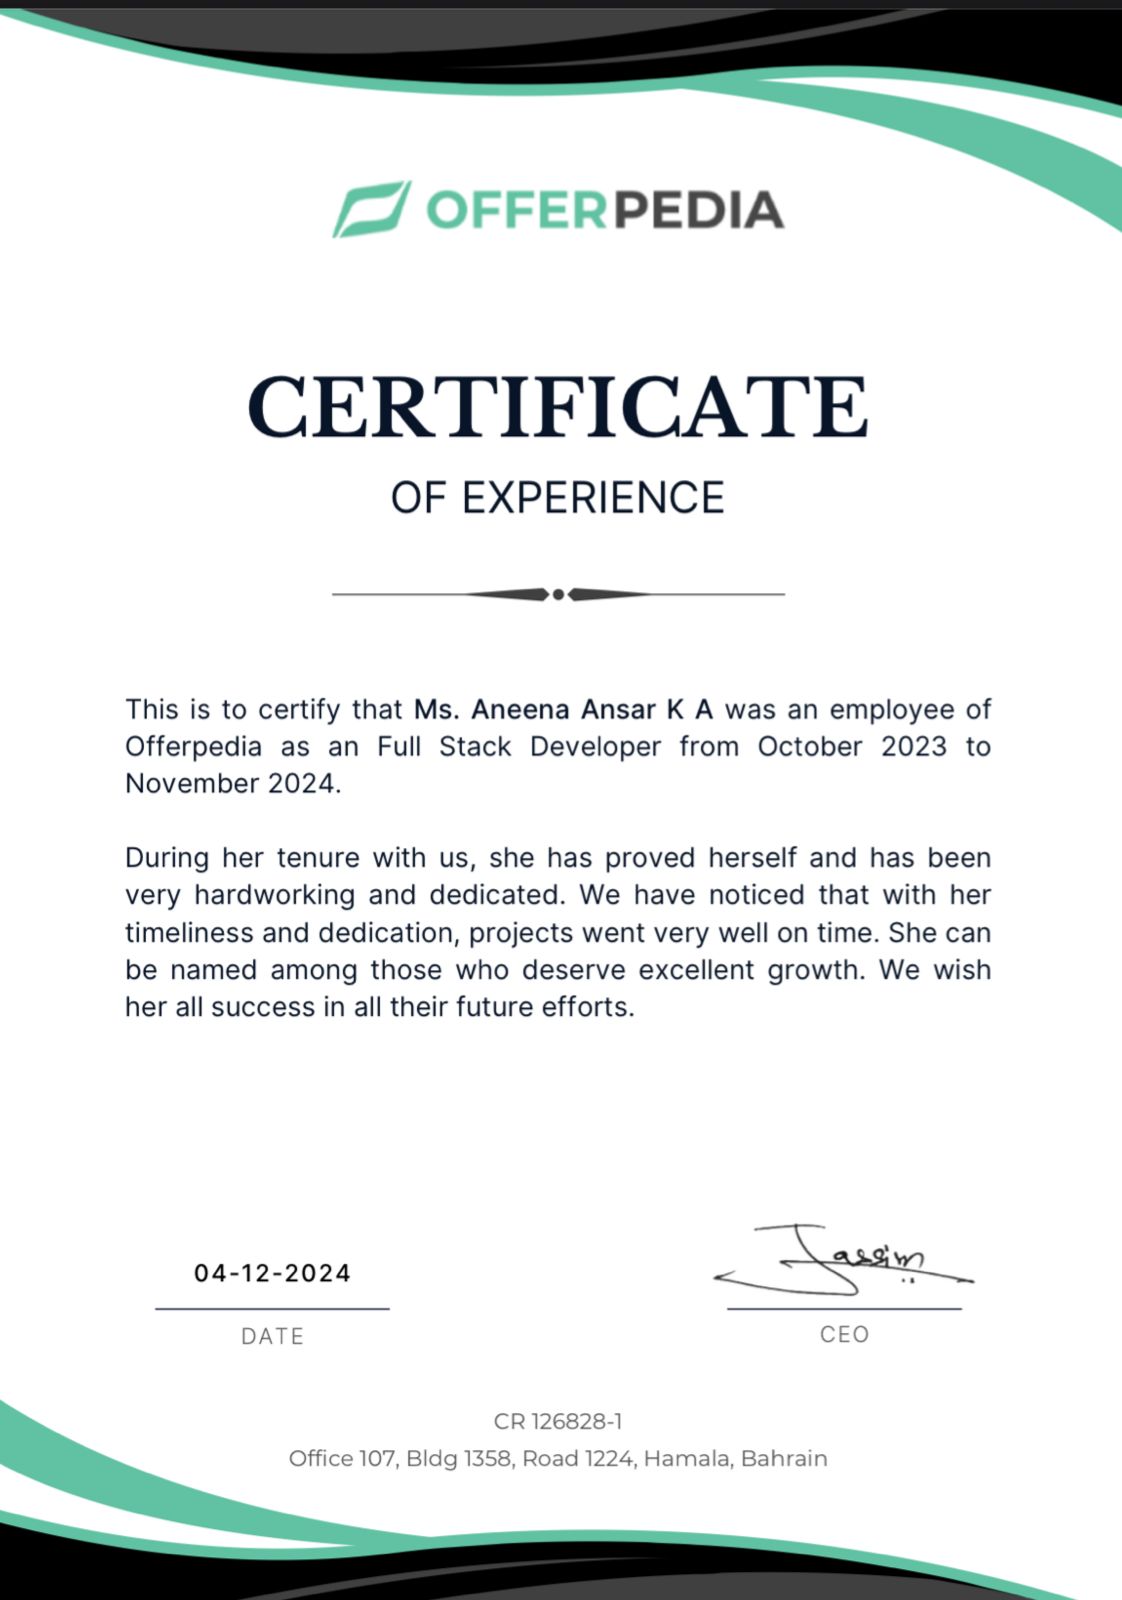 OFFERPEDIA
CERTIFICATE
OF EXPERIENCE
This is to certify that Ms. Aneena Ansar K A was an employee of
Offerpedia as an Full Stack Developer from October 2023 to
November 2024.
During her tenure with us, she has proved herself and has been
very hardworking and dedicated. We have noticed that with her
timeliness and dedication, projects went very well on time. She can
be named among those who deserve excellent growth. We wish
her all success in all their future efforts.
04-12-2024
Jassim
DATE
CEO
CR 126828-1
Office 107, Bldg 1358, Road 1224, Hamala, Bahrain